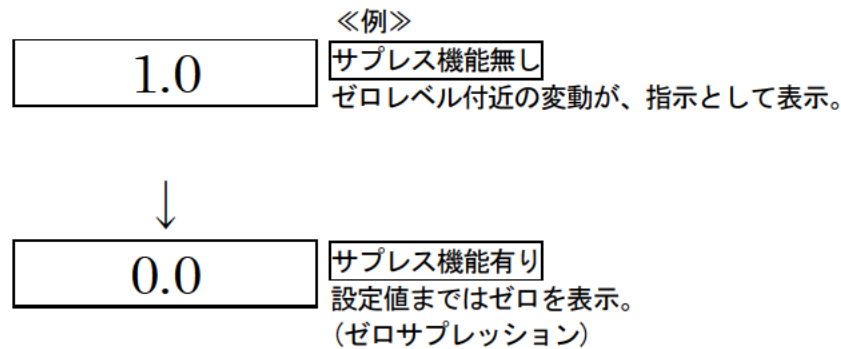 ≪例≫
1.0
サプレス機能無し
ゼロレベル付近の変動が、指示として表示。
↓
0.0
サプレス機能有り
設定値まではゼロを表示。
(ゼロサプレッション)